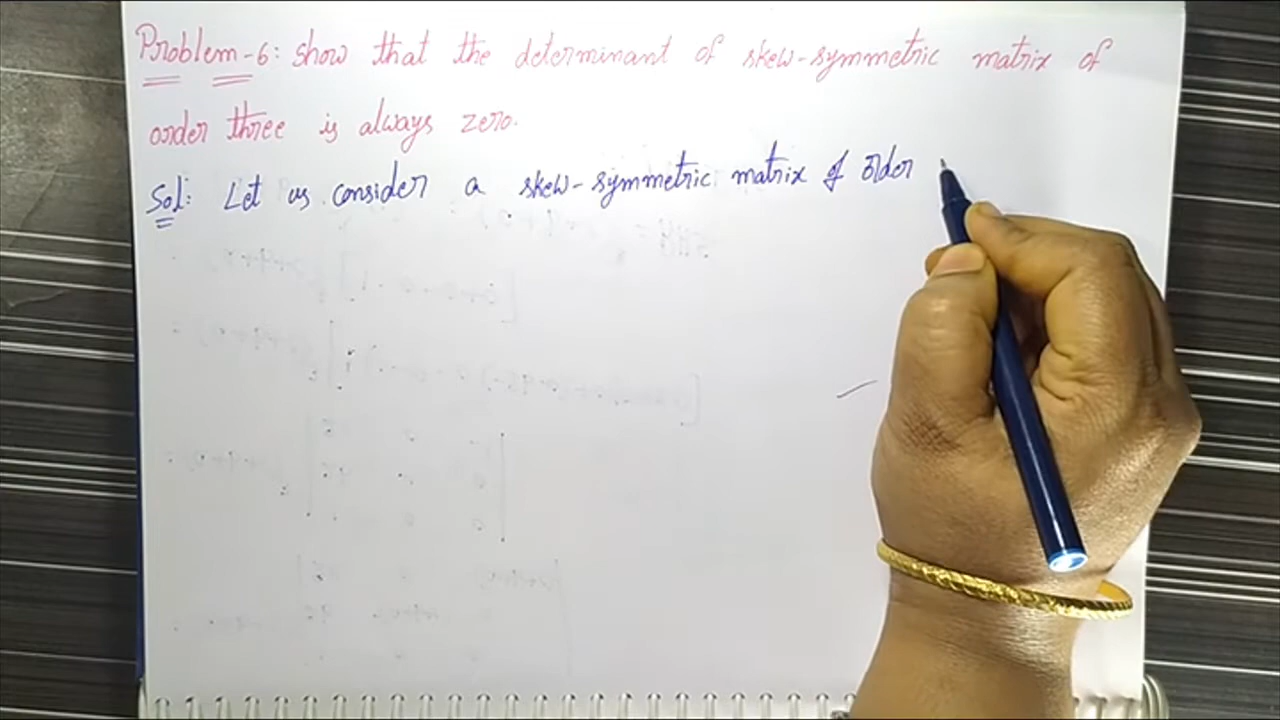 Problem-6: Show that the determinant of skew-symmetric matrix of
order three is always zero.
Sol: Let us consider a skew-symmetric matrix of order